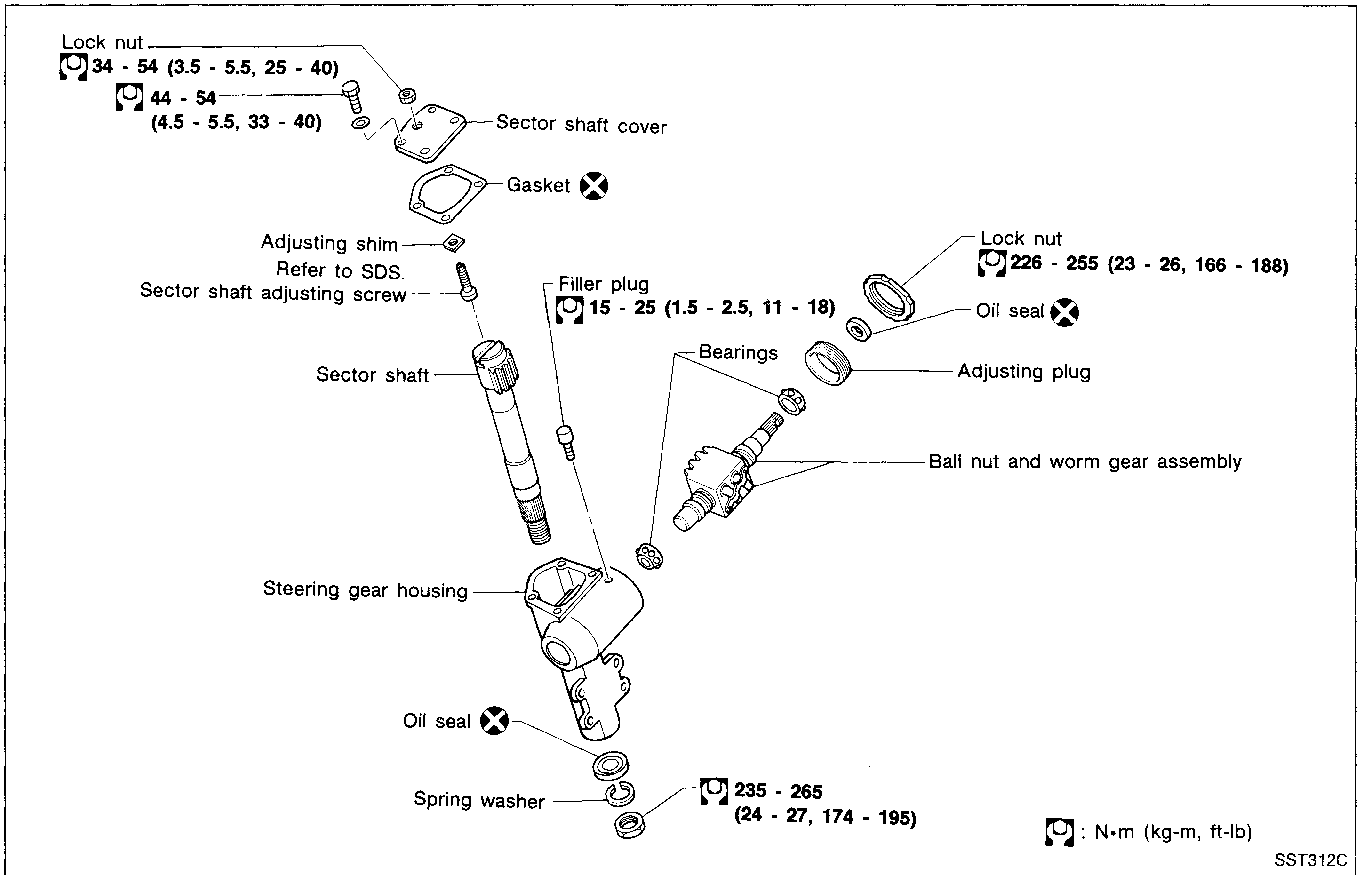 Lock nut
34 - 54 (3.5 - 5.5, 25 - 40)
44 - 54
(4.5 - 5.5, 33 - 40)
Sector shaft cover
Gasket
Adjusting shim
Refer to SDS.
Sector shaft adjusting screw
Filler plug
15 - 25 (1.5 - 2.5, 11 - 18)
Lock nut
226 - 255 (23 - 26, 166 - 188)
Oil seal
Bearings
Adjusting plug
Sector shaft
Ball nut and worm gear assembly
Steering gear housing
Oil seal
Spring washer
235 - 265
(24 - 27, 174 - 195)
: N•m (kg-m, ft-lb)
SST312C